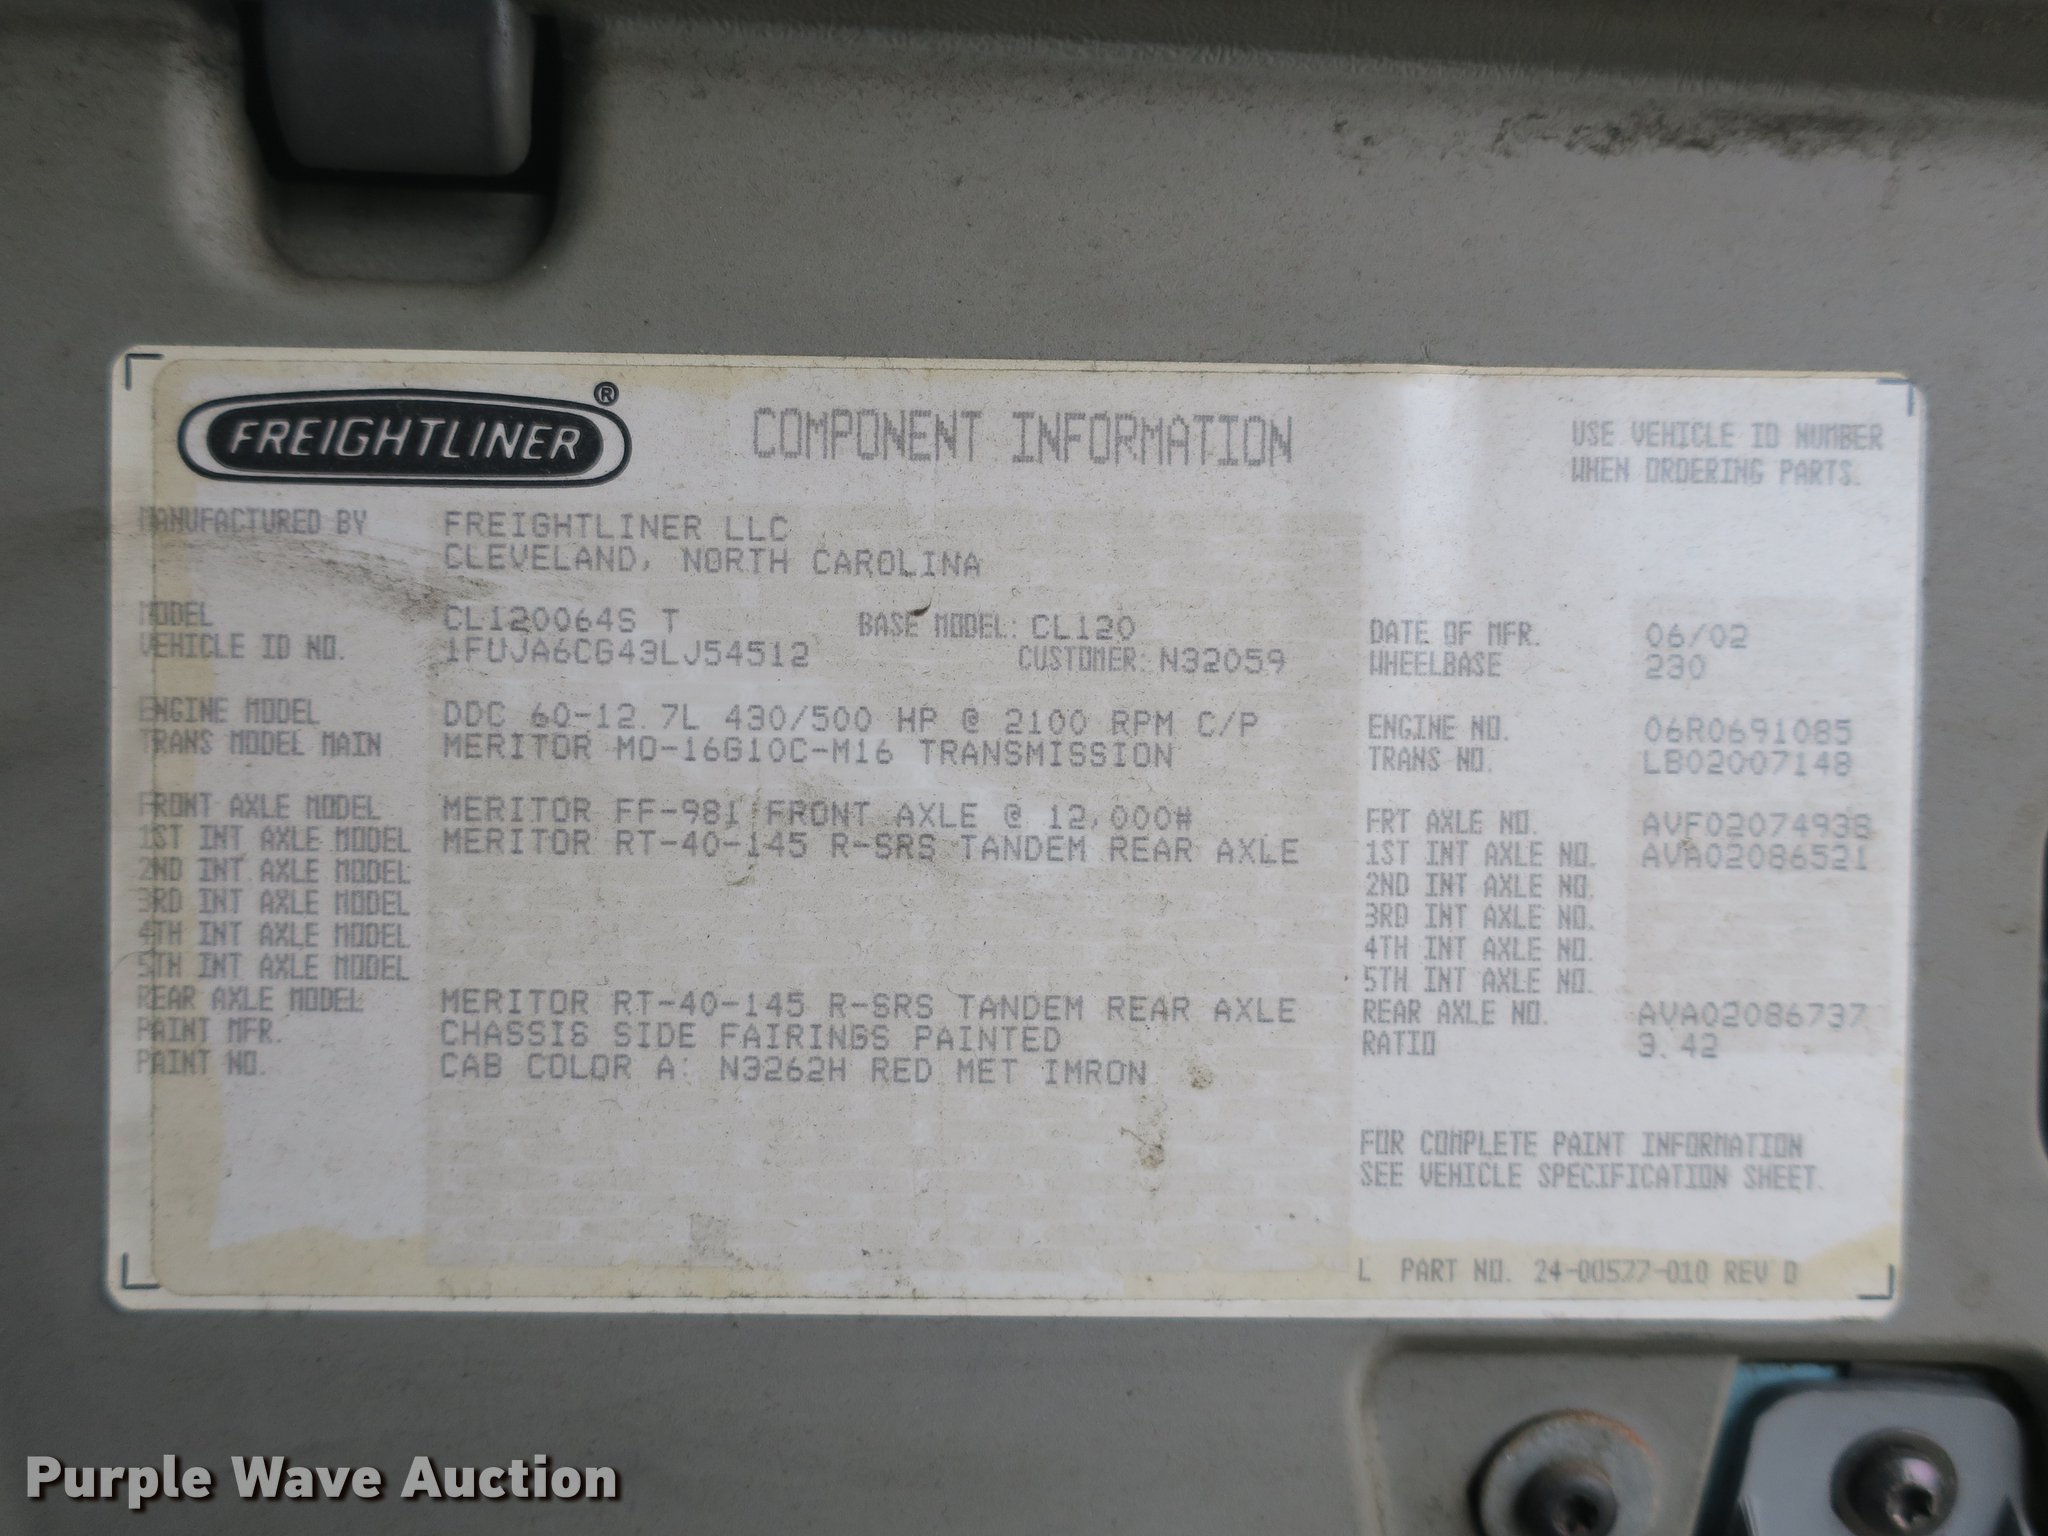 FREIGHTLINER®
COMPONENT INFORMATION
USE VEHICLE ID NUMBER
WHEN ORDERING PARTS.
MANUFACTURED BY FREIGHTLINER LLC
CLEVELAND, NORTH CAROLINA
MODEL CL120064S T BASE MODEL: CL120 DATE OF MFR. 06/02
VEHICLE ID NO. 1FUJA6CG43LJ54512 CUSTOMER: N32059 WHEELBASE 230
ENGINE MODEL DDC 60-12.7L 430/500 HP @ 2100 RPM C/P ENGINE NO. 06R0691085
TRANS MODEL MAIN MERITOR MO-16G10C-M16 TRANSMISSION TRANS NO. LB02007148
FRONT AXLE MODEL MERITOR FF-981 FRONT AXLE @ 12,000# FRT AXLE NO. AVF02074938
1ST INT AXLE MODEL MERITOR RT-40-145 R-SRS TANDEM REAR AXLE 1ST INT AXLE NO. AVA02086521
2ND INT AXLE MODEL 2ND INT AXLE NO.
3RD INT AXLE MODEL 3RD INT AXLE NO.
4TH INT AXLE MODEL 4TH INT AXLE NO.
5TH INT AXLE MODEL 5TH INT AXLE NO.
REAR AXLE MODEL MERITOR RT-40-145 R-SRS TANDEM REAR AXLE REAR AXLE NO. AVA02086737
PAINT MFR. CHASSIS SIDE FAIRINGS PAINTED RATIO 3.42
PAINT NO. CAB COLOR A: N3262H RED MET IMRON
FOR COMPLETE PAINT INFORMATION
SEE VEHICLE SPECIFICATION SHEET.
L PART NO. 24-00577-010 REV D
Purple Wave Auction